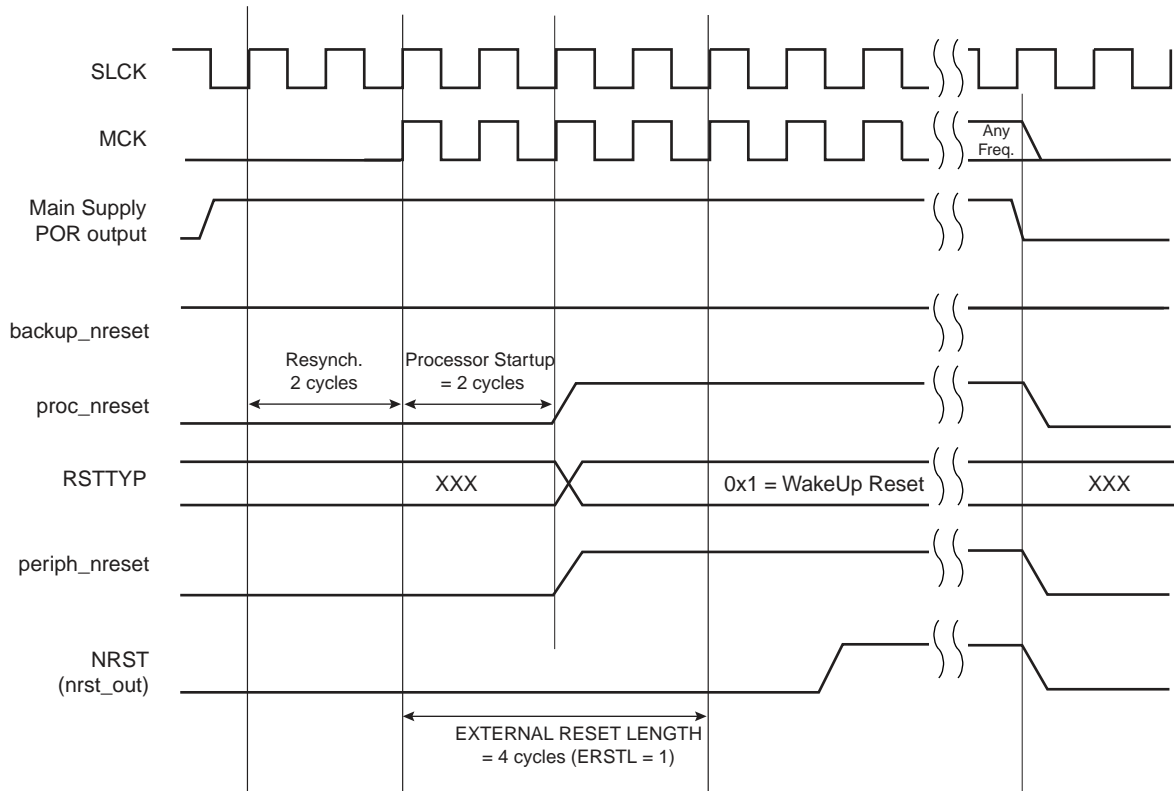 SLCK
MCK
Any
Freq.
Main Supply
POR output
backup_nreset
Resynch.
2 cycles
Processor Startup
= 2 cycles
proc_nreset
RSTTYP
XXX
0x1 = WakeUp Reset
XXX
periph_nreset
NRST
(nrst_out)
EXTERNAL RESET LENGTH
= 4 cycles (ERSTL = 1)